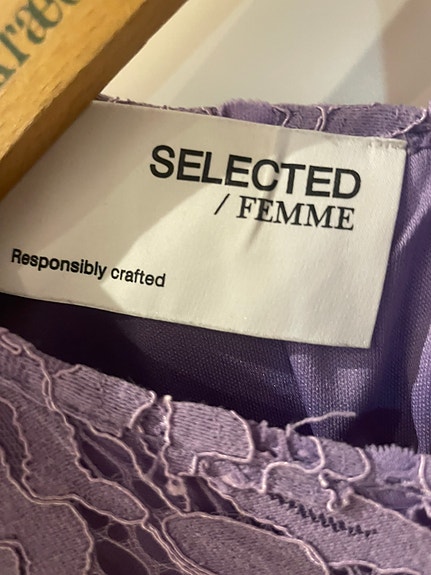 SELECTED
/ FEMME
Responsibly crafted